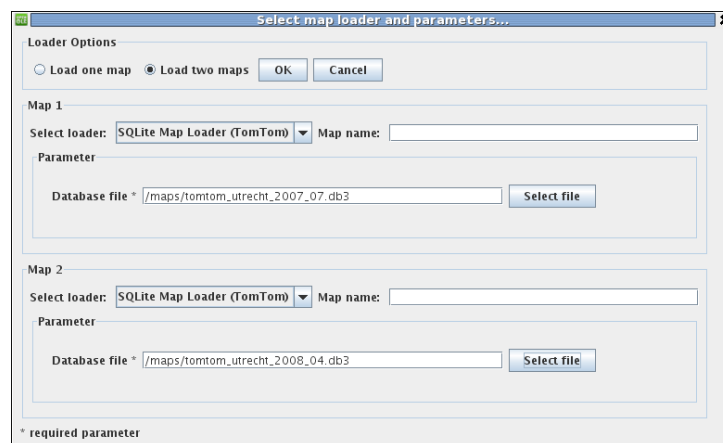 Select map loader and parameters...
Loader Options
Load one map Load two maps OK Cancel
Map 1
Select loader: SQLite Map Loader (TomTom) Map name:
Parameter
Database file * /maps/tomtom_utrecht_2007_07.db3 Select file
Map 2
Select loader: SQLite Map Loader (TomTom) Map name:
Parameter
Database file * /maps/tomtom_utrecht_2008_04.db3 Select file
* required parameter